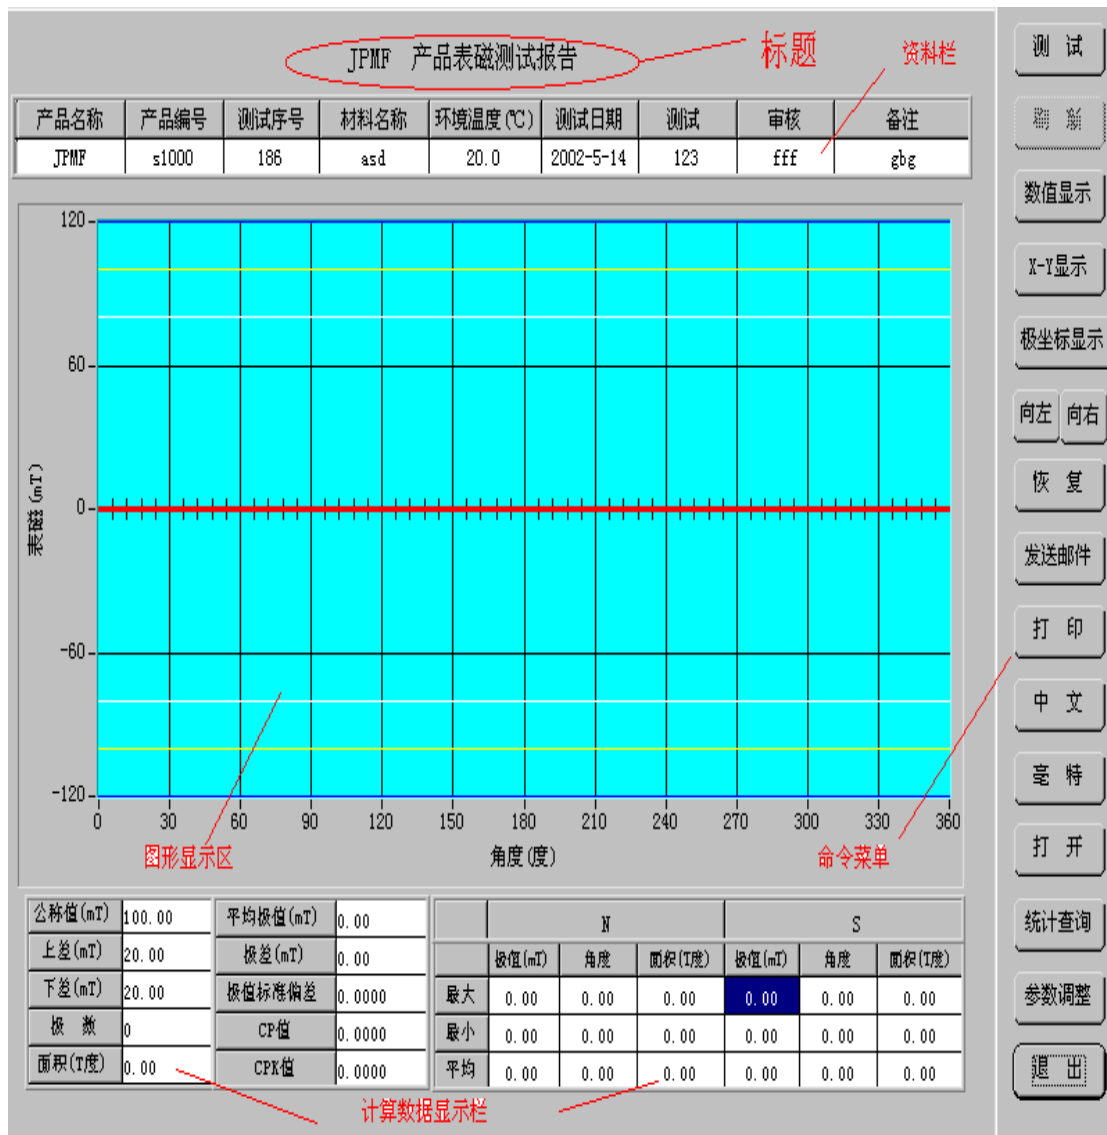 JPMF 产品表磁测试报告
标题
资料栏
产品名称 产品编号 测试序号 材料名称 环境温度(℃) 测试日期 测试 审核 备注
JPMF s1000 186 asd 20.0 2002-5-14 123 fff gbg
测 试
刷 新
数值显示
X-Y显示
极坐标显示
向左 向右
恢 复
发送邮件
打 印
中 文
毫 特
打 开
统计查询
参数调整
退 出
120
60
0
-60
-120
表磁(mT)
0 30 60 90 120 150 180 210 240 270 300 330 360
角度(度)
图形显示区
命令菜单
公称值(mT) 100.00
上差(mT) 20.00
下差(mT) 20.00
极 数 0
面积(T度) 0.00
平均极值(mT) 0.00
极差(mT) 0.00
极值标准偏差 0.0000
CP值 0.0000
CPK值 0.0000
N S
极值(mT) 角度 面积(T度) 极值(mT) 角度 面积(T度)
最大 0.00 0.00 0.00 0.00 0.00 0.00
最小 0.00 0.00 0.00 0.00 0.00 0.00
平均 0.00 0.00 0.00 0.00 0.00 0.00
计算数据显示栏